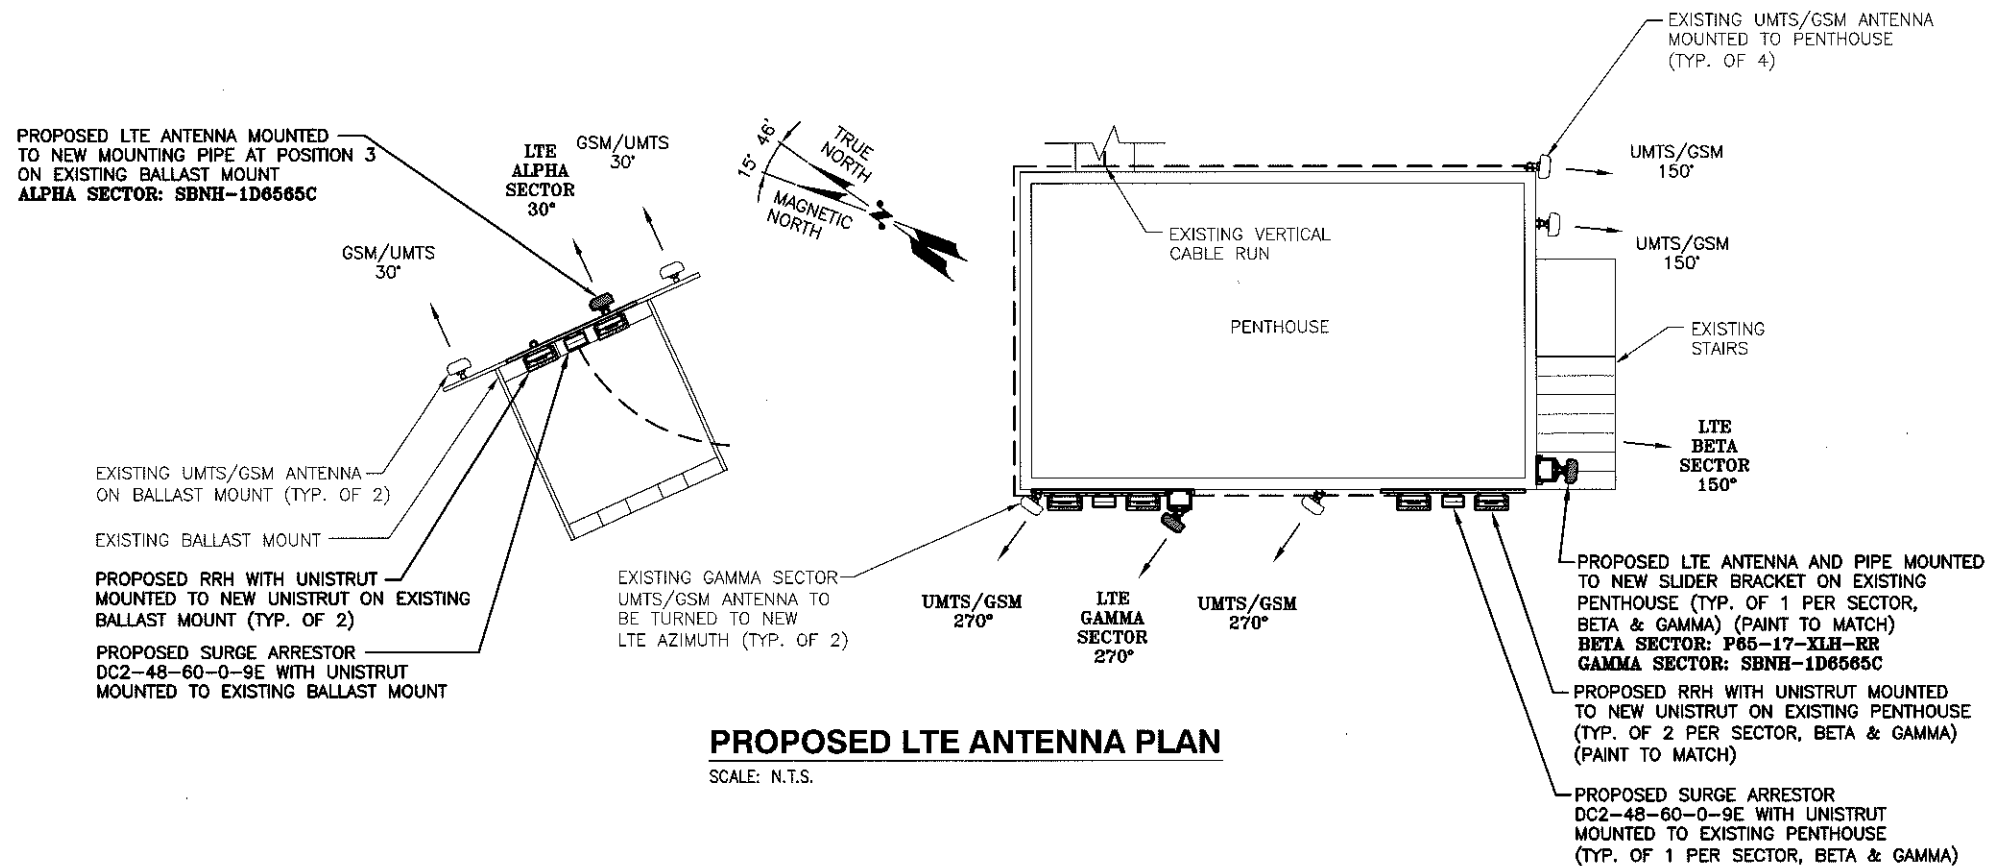 EXISTING UMTS/GSM ANTENNA
MOUNTED TO PENTHOUSE
(TYP. OF 4)
PROPOSED LTE ANTENNA MOUNTED
TO NEW MOUNTING PIPE AT POSITION 3
ON EXISTING BALLAST MOUNT
ALPHA SECTOR: SBNH-1D6565C
LTE
ALPHA
SECTOR
30°
GSM/UMTS
30°
GSM/UMTS
30°
15° 46'
TRUE
NORTH
MAGNETIC
NORTH
N
UMTS/GSM
150°
UMTS/GSM
150°
EXISTING VERTICAL
CABLE RUN
PENTHOUSE
EXISTING
STAIRS
LTE
BETA
SECTOR
150°
EXISTING UMTS/GSM ANTENNA
ON BALLAST MOUNT (TYP. OF 2)
EXISTING BALLAST MOUNT
PROPOSED RRH WITH UNISTRUT
MOUNTED TO NEW UNISTRUT ON EXISTING
BALLAST MOUNT (TYP. OF 2)
PROPOSED SURGE ARRESTOR
DC2-48-60-0-9E WITH UNISTRUT
MOUNTED TO EXISTING BALLAST MOUNT
EXISTING GAMMA SECTOR
UMTS/GSM ANTENNA TO
BE TURNED TO NEW
LTE AZIMUTH (TYP. OF 2)
UMTS/GSM
270°
LTE
GAMMA
SECTOR
270°
UMTS/GSM
270°
PROPOSED LTE ANTENNA AND PIPE MOUNTED
TO NEW SLIDER BRACKET ON EXISTING
PENTHOUSE (TYP. OF 1 PER SECTOR,
BETA & GAMMA) (PAINT TO MATCH)
BETA SECTOR: P65-17-XLH-RR
GAMMA SECTOR: SBNH-1D6565C
PROPOSED RRH WITH UNISTRUT MOUNTED
TO NEW UNISTRUT ON EXISTING PENTHOUSE
(TYP. OF 2 PER SECTOR, BETA & GAMMA)
(PAINT TO MATCH)
PROPOSED SURGE ARRESTOR
DC2-48-60-0-9E WITH UNISTRUT
MOUNTED TO EXISTING PENTHOUSE
(TYP. OF 1 PER SECTOR, BETA & GAMMA)
PROPOSED LTE ANTENNA PLAN
SCALE: N.T.S.